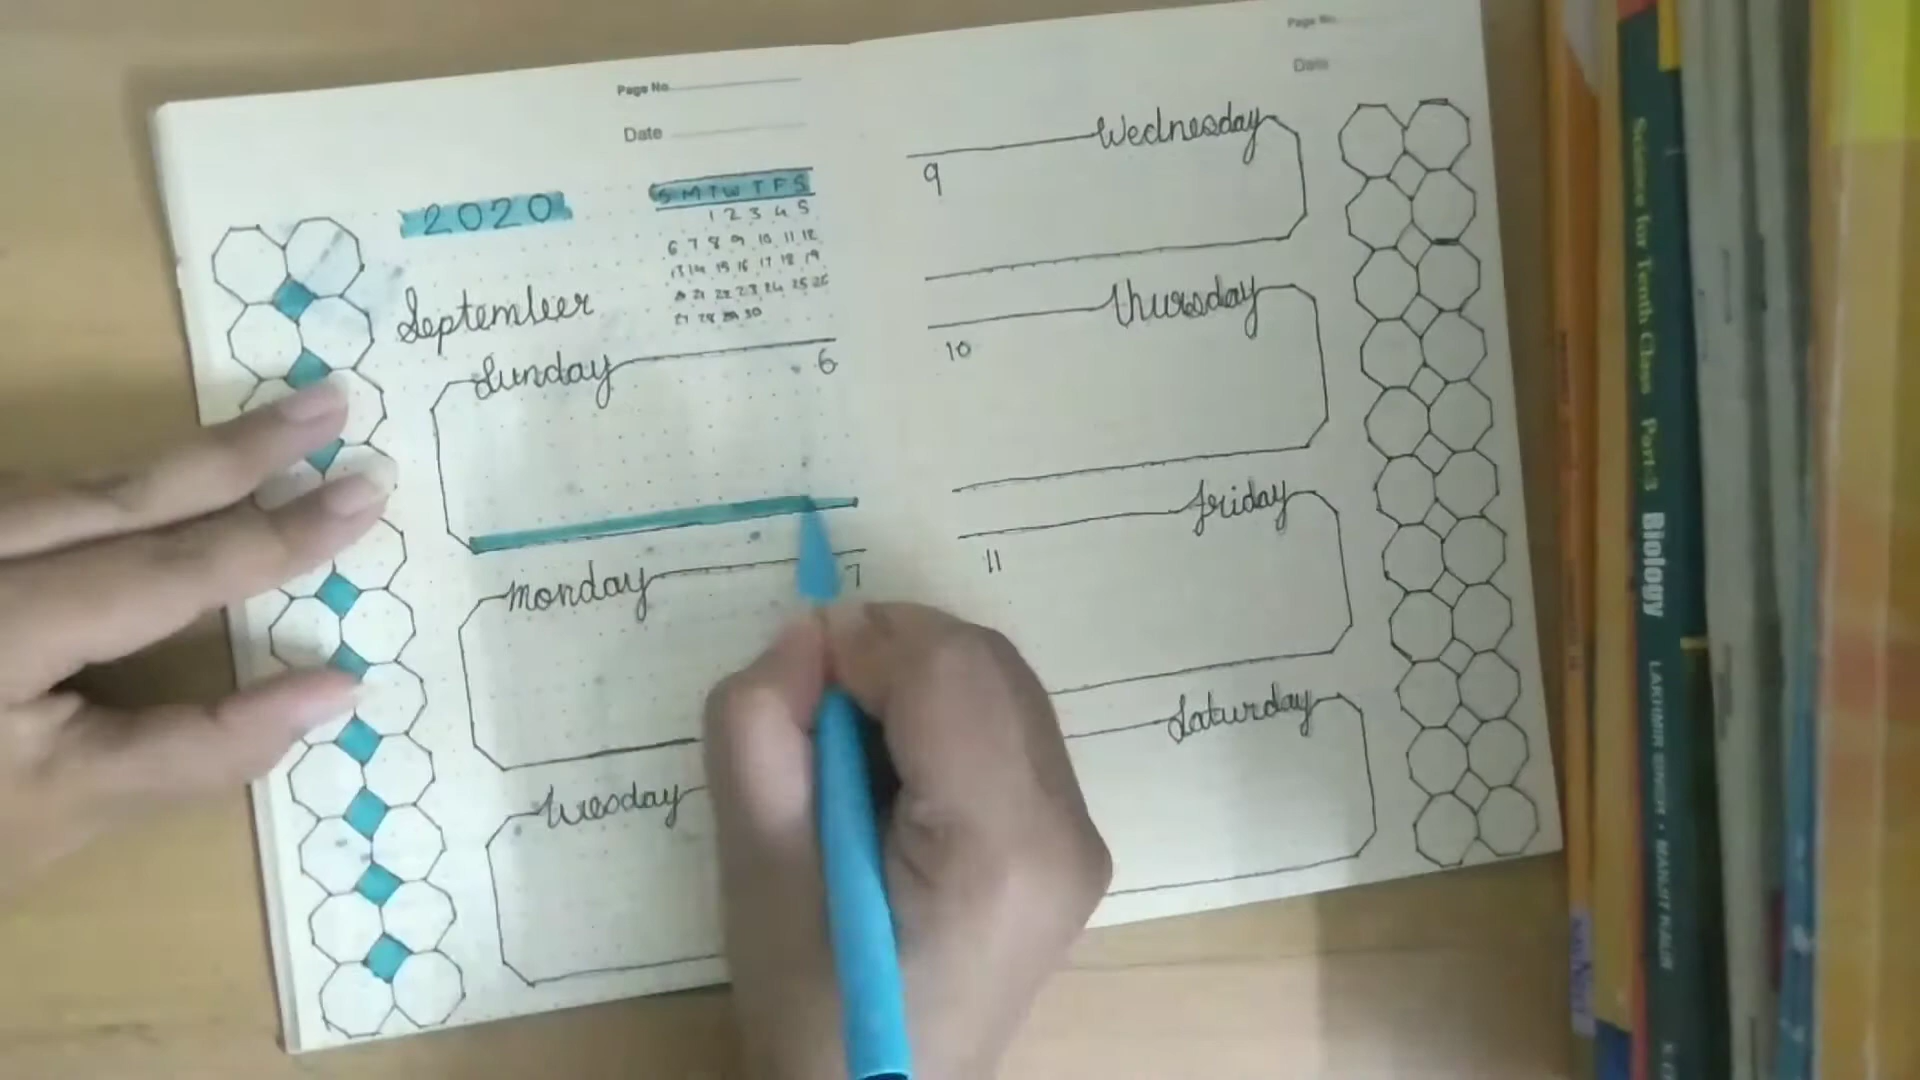 Page No.
Date
2020
S M T W T F S
1 2 3 4 5
6 7 8 9 10 11 12
13 14 15 16 17 18 19
21 22 23 24 25 26
27 28 29 30
September
Sunday
6
Monday
7
Tuesday
Page No.
Date
Wednesday
9
Thursday
10
Friday
11
Saturday
Science for Tenth Class Part-3 Biology LAKHMIR SINGH • MANJIT KAUR